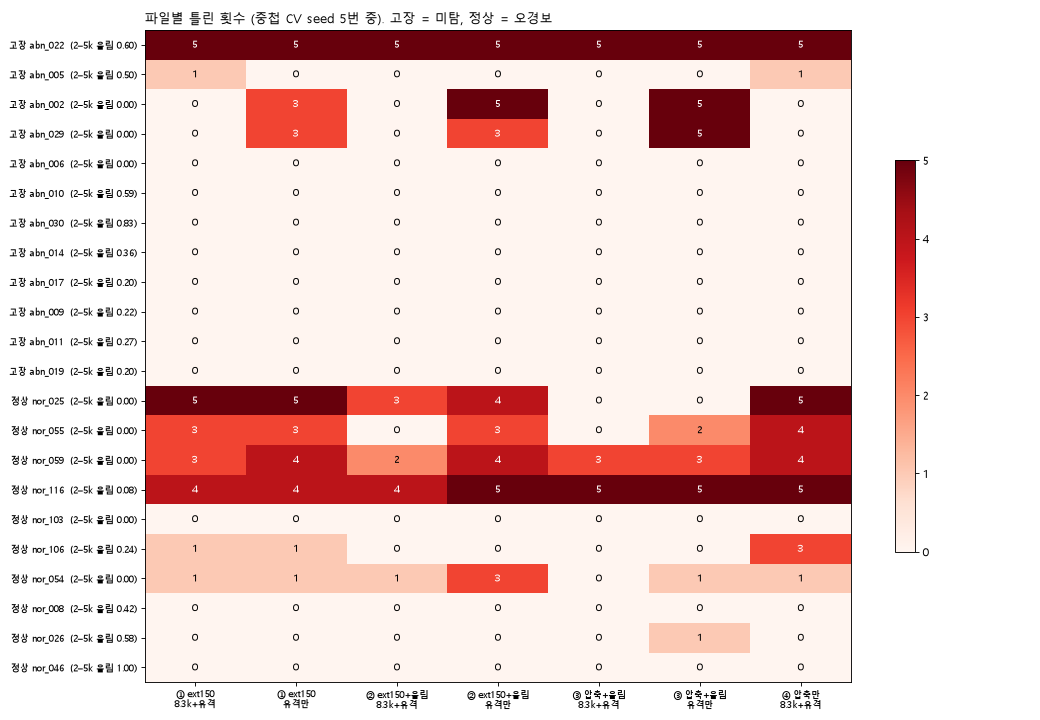 파일별 틀린 횟수 (중첩 CV seed 5번 중). 고장 = 미탐, 정상 = 오경보
고장 abn_022 (2–5k 울림 0.60) 5 5 5 5 5 5 5
고장 abn_005 (2–5k 울림 0.50) 1 0 0 0 0 0 1
고장 abn_002 (2–5k 울림 0.00) 0 3 0 5 0 5 0
고장 abn_029 (2–5k 울림 0.00) 0 3 0 3 0 5 0
고장 abn_006 (2–5k 울림 0.00) 0 0 0 0 0 0 0
고장 abn_010 (2–5k 울림 0.59) 0 0 0 0 0 0 0
고장 abn_030 (2–5k 울림 0.83) 0 0 0 0 0 0 0
고장 abn_014 (2–5k 울림 0.36) 0 0 0 0 0 0 0
고장 abn_017 (2–5k 울림 0.20) 0 0 0 0 0 0 0
고장 abn_009 (2–5k 울림 0.22) 0 0 0 0 0 0 0
고장 abn_011 (2–5k 울림 0.27) 0 0 0 0 0 0 0
고장 abn_019 (2–5k 울림 0.20) 0 0 0 0 0 0 0
정상 nor_025 (2–5k 울림 0.00) 5 5 3 4 0 0 5
정상 nor_055 (2–5k 울림 0.00) 3 3 0 3 0 2 4
정상 nor_059 (2–5k 울림 0.00) 3 4 2 4 3 3 4
정상 nor_116 (2–5k 울림 0.08) 4 4 4 5 5 5 5
정상 nor_103 (2–5k 울림 0.00) 0 0 0 0 0 0 0
정상 nor_106 (2–5k 울림 0.24) 1 1 0 0 0 0 3
정상 nor_054 (2–5k 울림 0.00) 1 1 1 3 0 1 1
정상 nor_008 (2–5k 울림 0.42) 0 0 0 0 0 0 0
정상 nor_026 (2–5k 울림 0.58) 0 0 0 0 0 1 0
정상 nor_046 (2–5k 울림 1.00) 0 0 0 0 0 0 0
① ext150 ① ext150 ② ext150+울림 ② ext150+울림 ③ 압축+울림 ③ 압축+울림 ④ 압축만
83k+유격 유격만 83k+유격 유격만 83k+유격 유격만 83k+유격
5
4
3
2
1
0